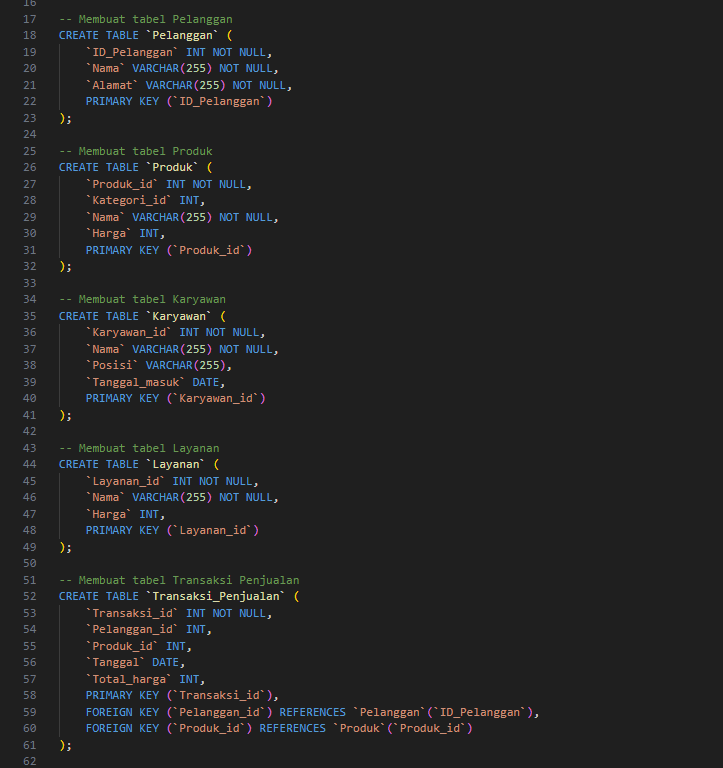 16
17 -- Membuat tabel Pelanggan
18 CREATE TABLE `Pelanggan` (
19     `ID_Pelanggan` INT NOT NULL,
20     `Nama` VARCHAR(255) NOT NULL,
21     `Alamat` VARCHAR(255) NOT NULL,
22     PRIMARY KEY (`ID_Pelanggan`)
23 );
24
25 -- Membuat tabel Produk
26 CREATE TABLE `Produk` (
27     `Produk_id` INT NOT NULL,
28     `Kategori_id` INT,
29     `Nama` VARCHAR(255) NOT NULL,
30     `Harga` INT,
31     PRIMARY KEY (`Produk_id`)
32 );
33
34 -- Membuat tabel Karyawan
35 CREATE TABLE `Karyawan` (
36     `Karyawan_id` INT NOT NULL,
37     `Nama` VARCHAR(255) NOT NULL,
38     `Posisi` VARCHAR(255),
39     `Tanggal_masuk` DATE,
40     PRIMARY KEY (`Karyawan_id`)
41 );
42
43 -- Membuat tabel Layanan
44 CREATE TABLE `Layanan` (
45     `Layanan_id` INT NOT NULL,
46     `Nama` VARCHAR(255) NOT NULL,
47     `Harga` INT,
48     PRIMARY KEY (`Layanan_id`)
49 );
50
51 -- Membuat tabel Transaksi Penjualan
52 CREATE TABLE `Transaksi_Penjualan` (
53     `Transaksi_id` INT NOT NULL,
54     `Pelanggan_id` INT,
55     `Produk_id` INT,
56     `Tanggal` DATE,
57     `Total_harga` INT,
58     PRIMARY KEY (`Transaksi_id`),
59     FOREIGN KEY (`Pelanggan_id`) REFERENCES `Pelanggan`(`ID_Pelanggan`),
60     FOREIGN KEY (`Produk_id`) REFERENCES `Produk`(`Produk_id`)
61 );
62